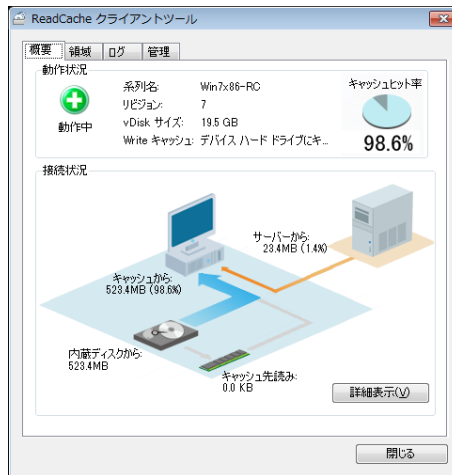 ReadCache クライアントツール
概要 領域 ログ 管理
動作状況
動作中
系列名: Win7x86-RC
リビジョン: 7
vDisk サイズ: 19.5 GB
Write キャッシュ: デバイス ハード ドライブにキ...
キャッシュヒット率
98.6%
接続状況
サーバーから:
23.4MB (1.4%)
キャッシュから:
523.4MB (98.6%)
内蔵ディスクから:
523.4MB
キャッシュ先読み:
0.0 KB
詳細表示(V)
閉じる